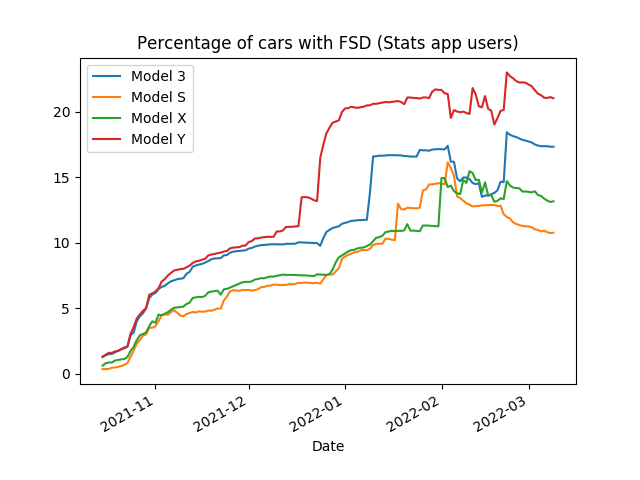 Percentage of cars with FSD (Stats app users)
Model 3
Model S
Model X
Model Y
20
15
10
5
0
2021-11
2021-12
2022-01
2022-02
2022-03
Date